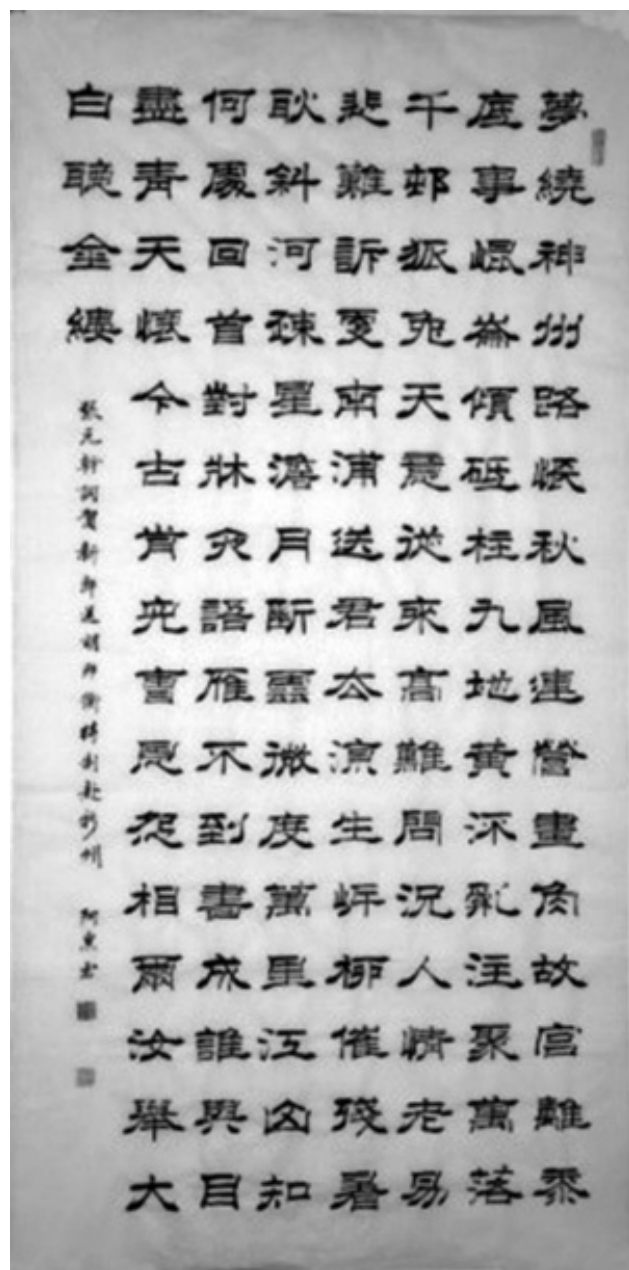 夢繞神州路悵秋風連營畫角故宮離黍
底事崐崙傾砥柱九地黃流亂注聚萬落
千邨狐兔天意從來高難問況人情老易
悲難訴更南浦送君去涼生岸柳催殘暑
耿斜河疎星澹月斷雲微度萬里江山知
何處回首對牀夜語雁不到書成誰與目
盡青天懷今古肯兒曹恩怨相爾汝舉大
白聽金縷
張元幹詞賀新郎送胡邦衡待制赴新州